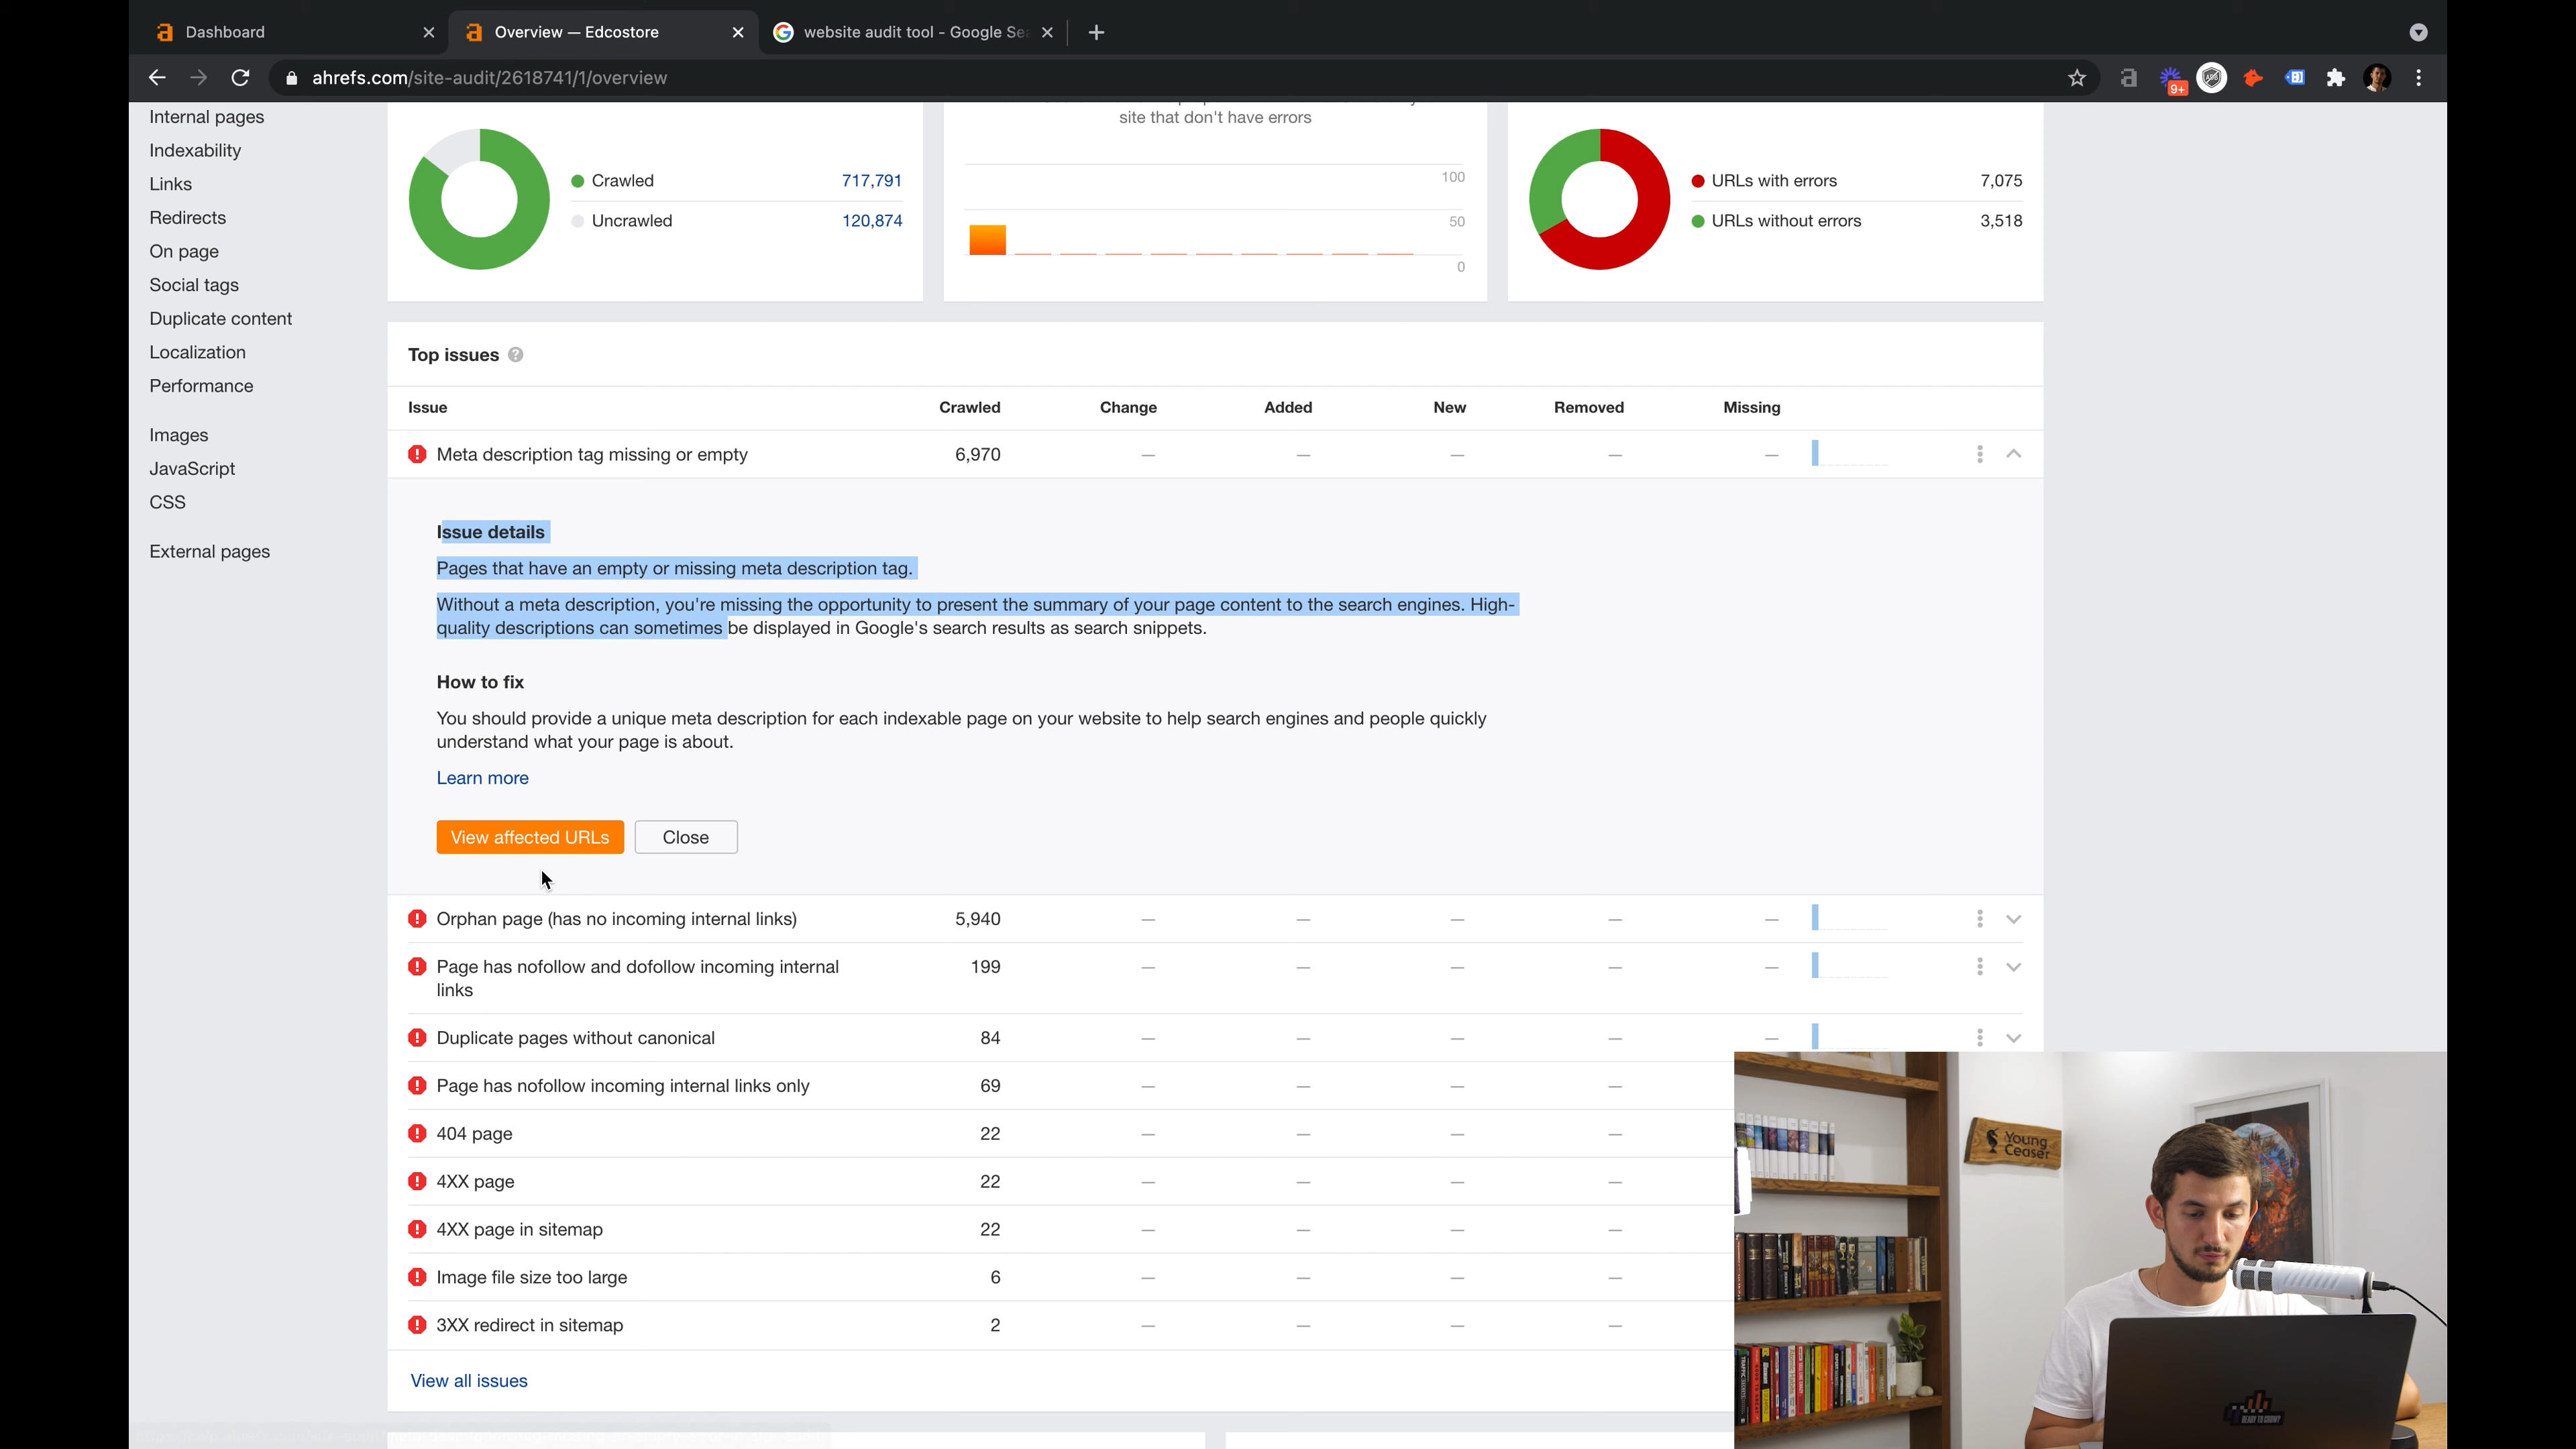 Dashboard
Overview — Edcostore
website audit tool - Google Se
ahrefs.com/site-audit/2618741/1/overview
9+
Internal pages
Indexability
Links
Redirects
On page
Social tags
Duplicate content
Localization
Performance
Images
JavaScript
CSS
External pages
Crawled 717,791
Uncrawled 120,874
site that don't have errors
100
50
0
URLs with errors 7,075
URLs without errors 3,518
Top issues ?
Issue Crawled Change Added New Removed Missing
Meta description tag missing or empty 6,970 — — — — —
Issue details
Pages that have an empty or missing meta description tag.
Without a meta description, you're missing the opportunity to present the summary of your page content to the search engines. High-
quality descriptions can sometimes be displayed in Google's search results as search snippets.
How to fix
You should provide a unique meta description for each indexable page on your website to help search engines and people quickly
understand what your page is about.
Learn more
View affected URLs Close
Orphan page (has no incoming internal links) 5,940 — — — — —
Page has nofollow and dofollow incoming internal 199 — — — — —
links
Duplicate pages without canonical 84 — — — — —
Page has nofollow incoming internal links only 69 — — — —
404 page 22 — — — —
4XX page 22 — — — —
4XX page in sitemap 22 — — — —
Image file size too large 6 — — — —
3XX redirect in sitemap 2 — — — —
View all issues
Young
Ceaser